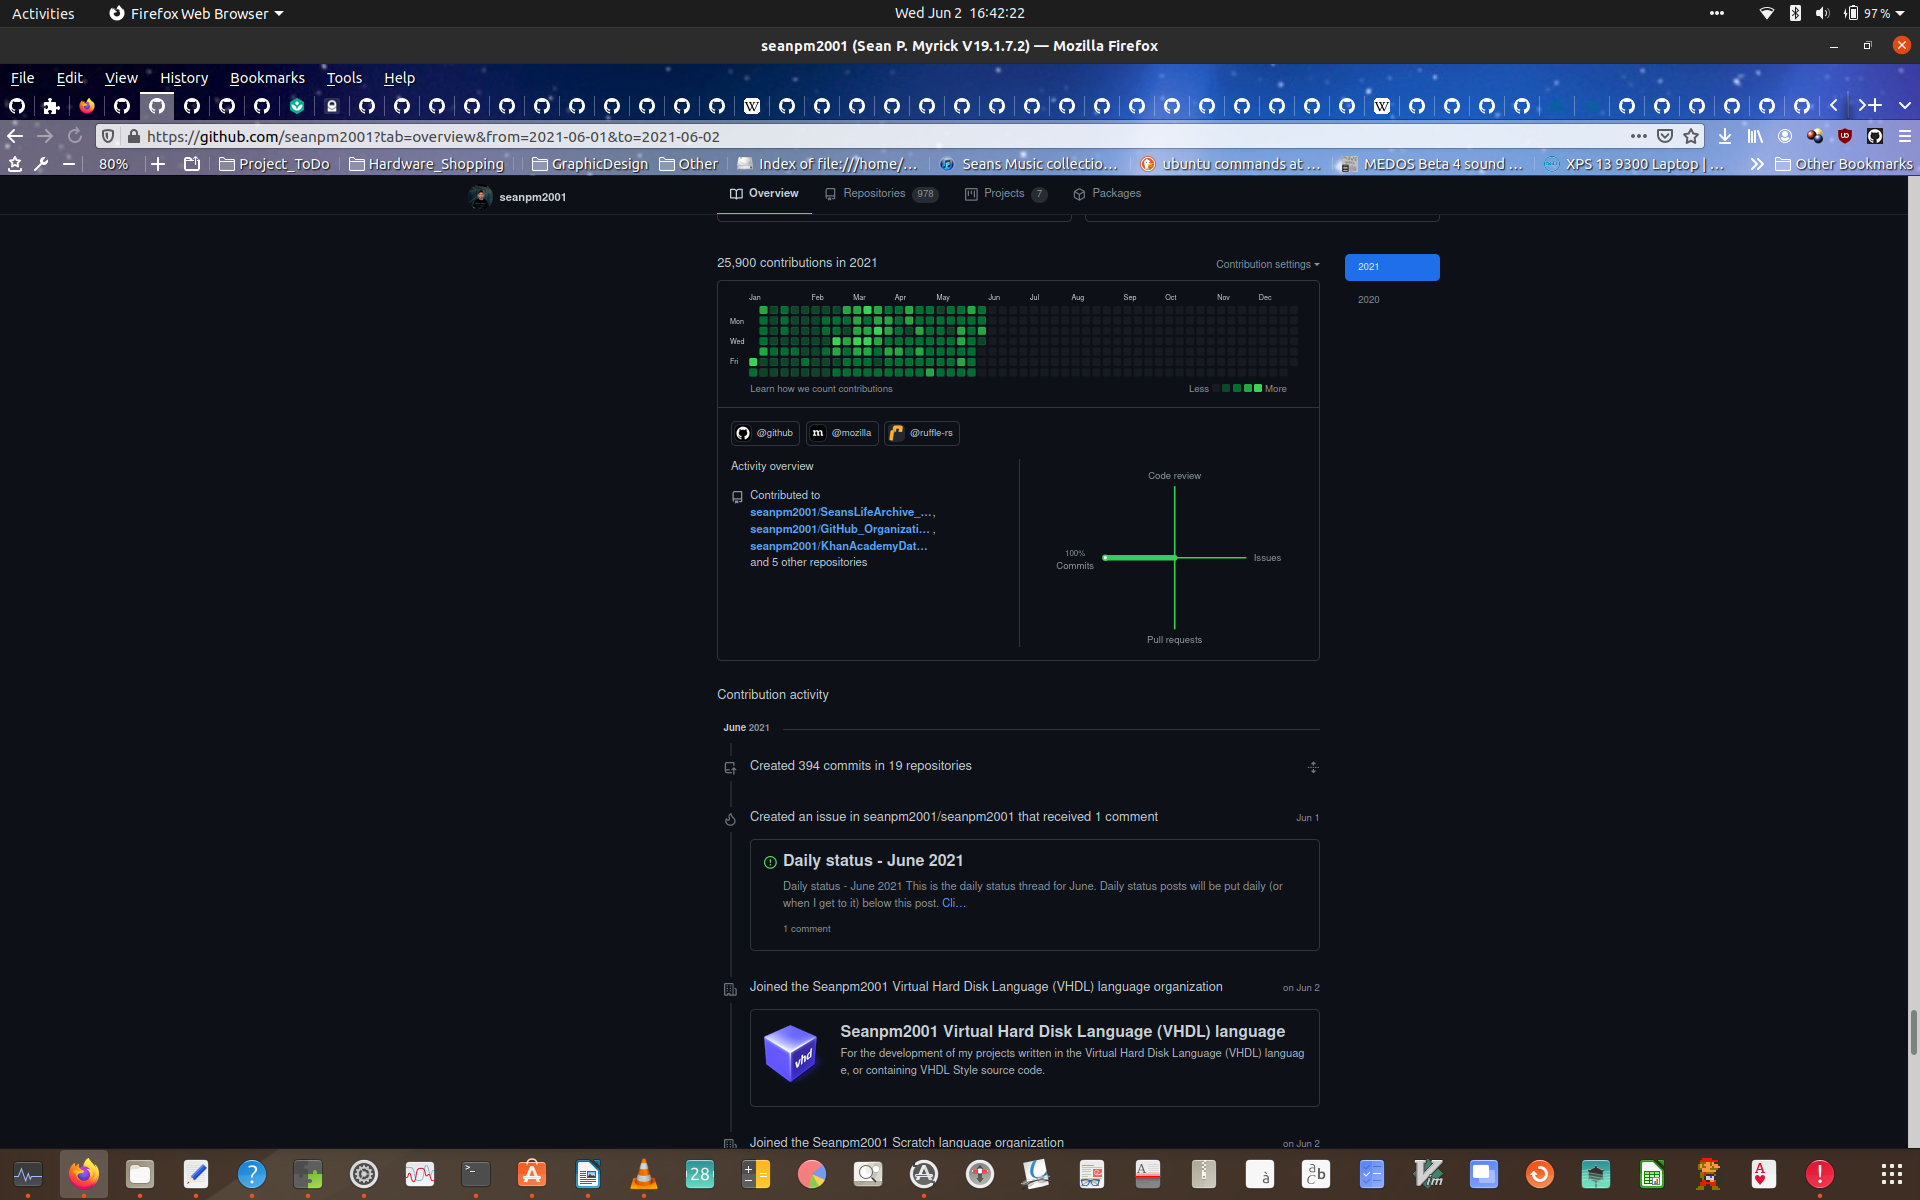 Activities
Firefox Web Browser
Wed Jun 2 16:42:22
97 %
seanpm2001 (Sean P. Myrick V19.1.7.2) — Mozilla Firefox
File Edit View History Bookmarks Tools Help
https://github.com/seanpm2001?tab=overview&from=2021-06-01&to=2021-06-02
80%
Project_ToDo
Hardware_Shopping
GraphicDesign
Other
Index of file:///home/...
Seans Music collectio...
ubuntu commands at ...
MEDOS Beta 4 sound ...
XPS 13 9300 Laptop | ...
Other Bookmarks
seanpm2001
Overview
Repositories 978
Projects 7
Packages
25,900 contributions in 2021
Contribution settings
2021
2020
Jan Feb Mar Apr May Jun Jul Aug Sep Oct Nov Dec
Mon
Wed
Fri
Learn how we count contributions
Less More
@github
@mozilla
@ruffle-rs
Activity overview
Contributed to
seanpm2001/SeansLifeArchive_...,
seanpm2001/GitHub_Organizati... ,
seanpm2001/KhanAcademyDat...
and 5 other repositories
Code review
100%
Commits
Issues
Pull requests
Contribution activity
June 2021
Created 394 commits in 19 repositories
Created an issue in seanpm2001/seanpm2001 that received 1 comment
Jun 1
Daily status - June 2021
Daily status - June 2021 This is the daily status thread for June. Daily status posts will be put daily (or
when I get to it) below this post. Cli...
1 comment
Joined the Seanpm2001 Virtual Hard Disk Language (VHDL) language organization
on Jun 2
vhd
Seanpm2001 Virtual Hard Disk Language (VHDL) language
For the development of my projects written in the Virtual Hard Disk Language (VHDL) languag
e, or containing VHDL Style source code.
Joined the Seanpm2001 Scratch language organization
on Jun 2
28